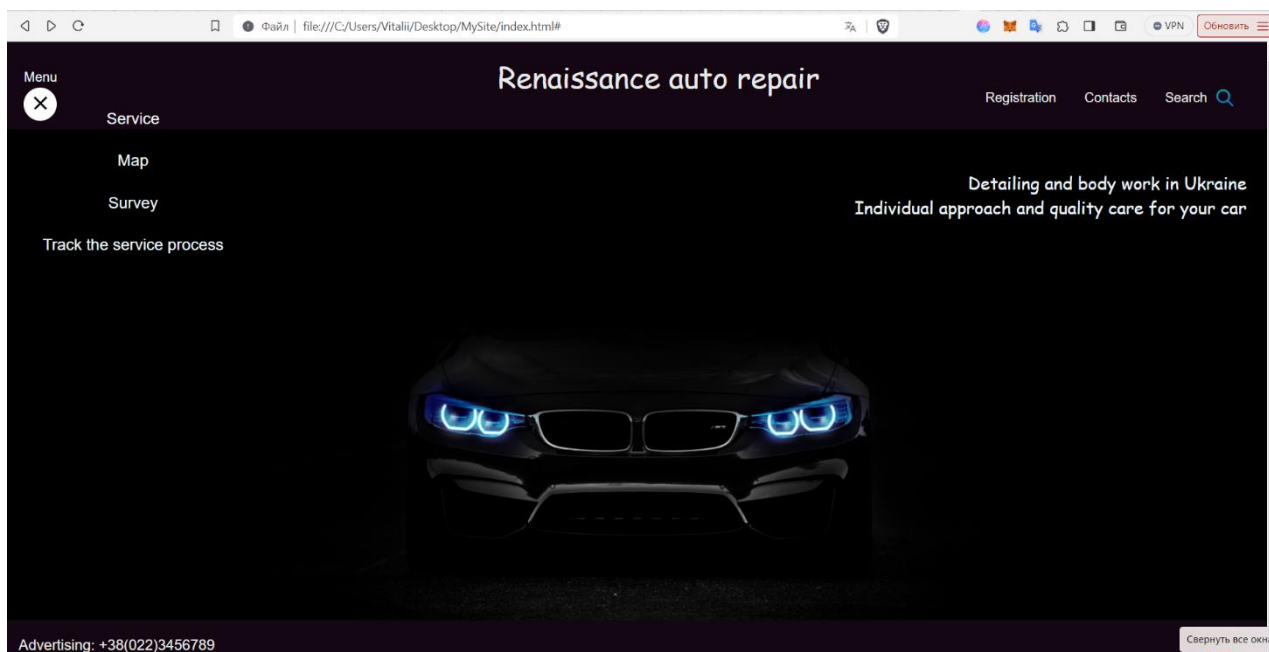 Файл | file:///C:/Users/Vitalii/Desktop/MySite/index.html#
VPN
Обновить
Menu
Renaissance auto repair
Registration Contacts Search
Service
Map
Survey
Track the service process
Detailing and body work in Ukraine
Individual approach and quality care for your car
Advertising: +38(022)3456789
Свернуть все